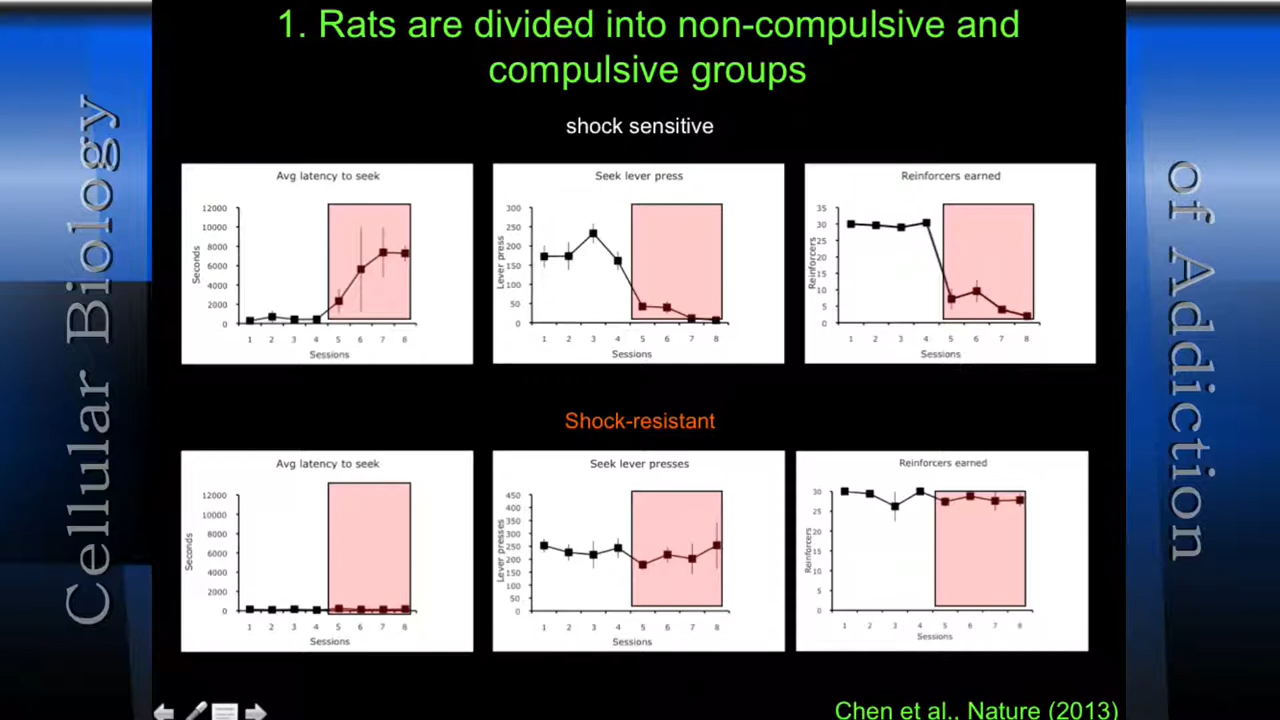 Cellular Biology
of Addiction
1. Rats are divided into non-compulsive and
compulsive groups
shock sensitive
Avg latency to seek
12000
10000
8000
6000
4000
2000
0
Seconds
1 2 3 4 5 6 7 8
Sessions
Seek lever press
300
250
200
150
100
50
0
Lever press
1 2 3 4 5 6 7 8
Sessions
Reinforcers earned
35
30
25
20
15
10
5
0
Reinforcers
1 2 3 4 5 6 7 8
Sessions
Shock-resistant
Avg latency to seek
12000
10000
8000
6000
4000
2000
0
Seconds
1 2 3 4 5 6 7 8
Sessions
Seek lever presses
450
400
350
300
250
200
150
100
50
0
Lever presses
1 2 3 4 5 6 7 8
Sessions
Reinforcers earned
30
25
20
15
10
5
0
Reinforcers
1 2 3 4 5 6 7 8
Sessions
Chen et al., Nature (2013)